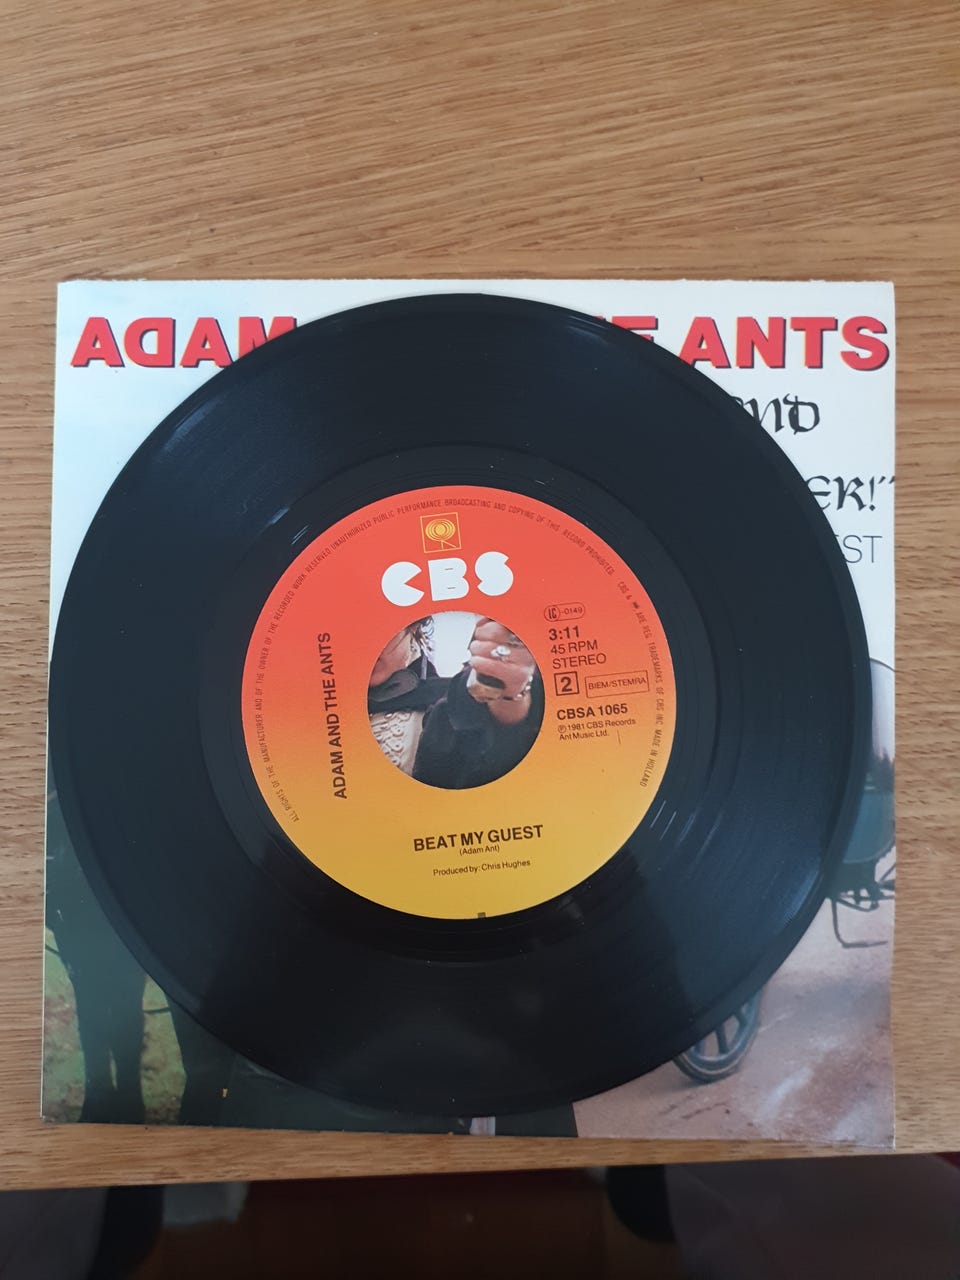 ADAM
THE ANTS
AND
ER!"
EST
ALL RIGHTS OF THE MANUFACTURER AND OF THE OWNER OF THE RECORDED WORK RESERVED UNAUTHORIZED PUBLIC PERFORMANCE BROADCASTING AND COPYING OF THIS RECORD PROHIBITED
CBS & ARE REG. TRADEMARKS OF CBS INC. MADE IN HOLLAND
CBS
LC-0149
3:11
45 RPM
STEREO
2 BIEM/STEMRA
CBSA 1065
℗ 1981 CBS Records
Ant Music Ltd.
ADAM AND THE ANTS
BEAT MY GUEST
(Adam Ant)
Produced by: Chris Hughes